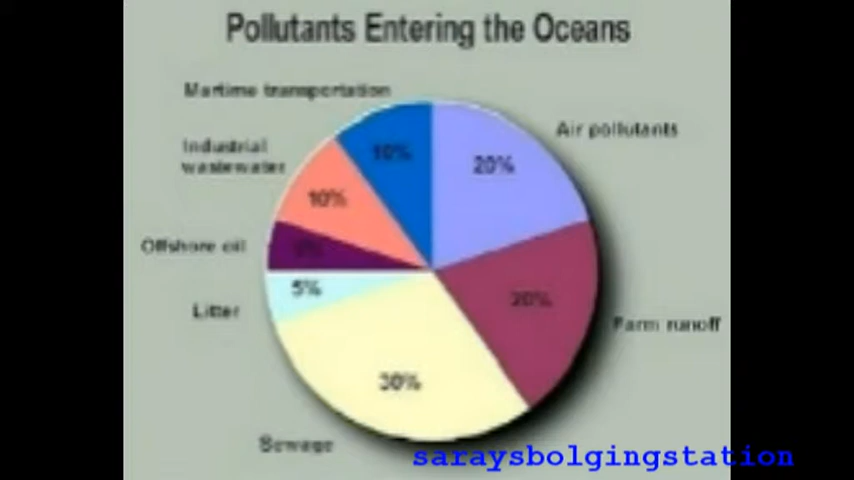 Pollutants Entering the Oceans
Martime transportation
Air pollutants
Industrial
wastewater
10%
20%
10%
Offshore oil
5%
20%
Litter
Farm runoff
30%
Sewage
saraysbolgingstation